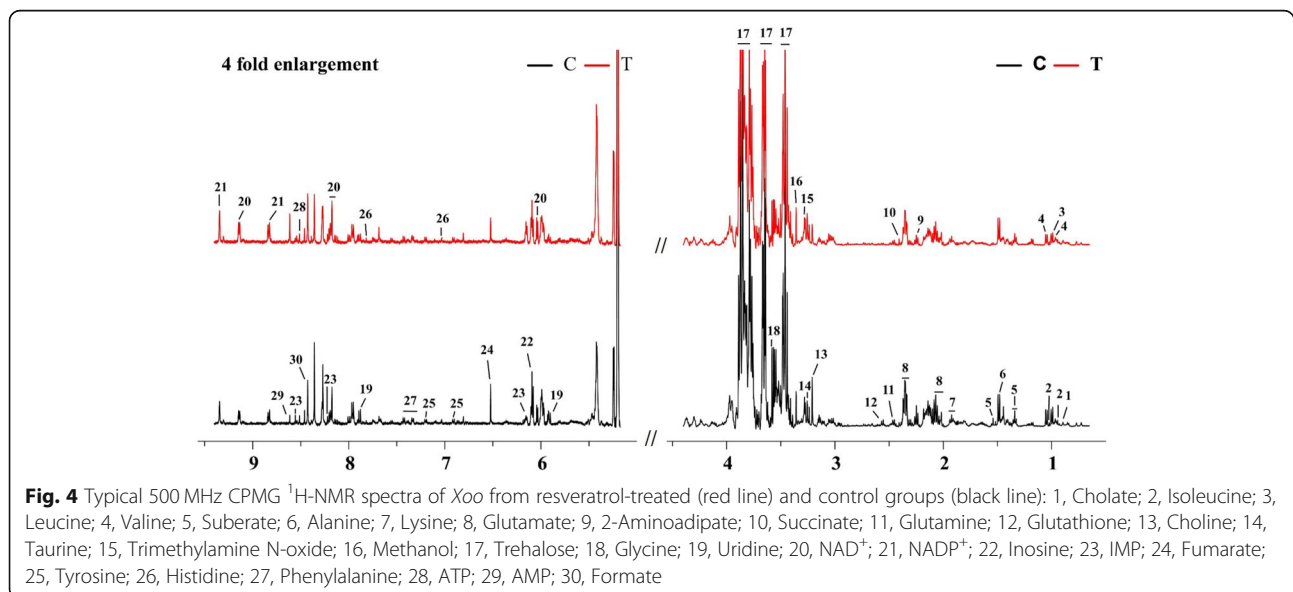 17 17 17
4 fold enlargement C T C T
21 20 21 28 20 26 26 20 16 15 10 9 4 3 4
//
30 29 23 23 19 27 25 25 24 23 22 19 18 14 13 12 11 8 8 7 5 6 5 2 2 1
9 8 7 6 // 4 3 2 1
Fig. 4 Typical 500 MHz CPMG ¹H-NMR spectra of Xoo from resveratrol-treated (red line) and control groups (black line): 1, Cholate; 2, Isoleucine; 3,
Leucine; 4, Valine; 5, Suberate; 6, Alanine; 7, Lysine; 8, Glutamate; 9, 2-Aminoadipate; 10, Succinate; 11, Glutamine; 12, Glutathione; 13, Choline; 14,
Taurine; 15, Trimethylamine N-oxide; 16, Methanol; 17, Trehalose; 18, Glycine; 19, Uridine; 20, NAD⁺; 21, NADP⁺; 22, Inosine; 23, IMP; 24, Fumarate;
25, Tyrosine; 26, Histidine; 27, Phenylalanine; 28, ATP; 29, AMP; 30, Formate